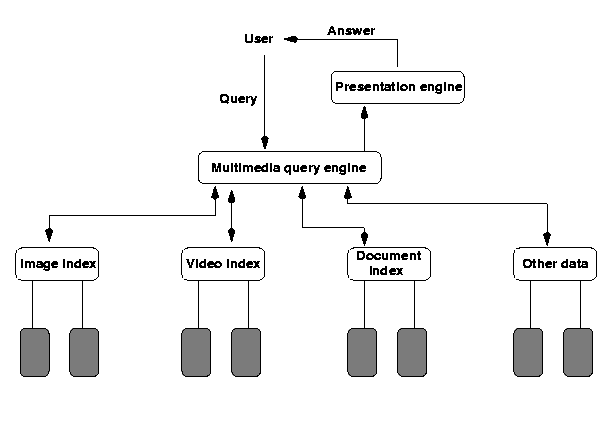 Answer
User
Presentation engine
Query
Multimedia query engine
Image index
Video index
Document
index
Other data